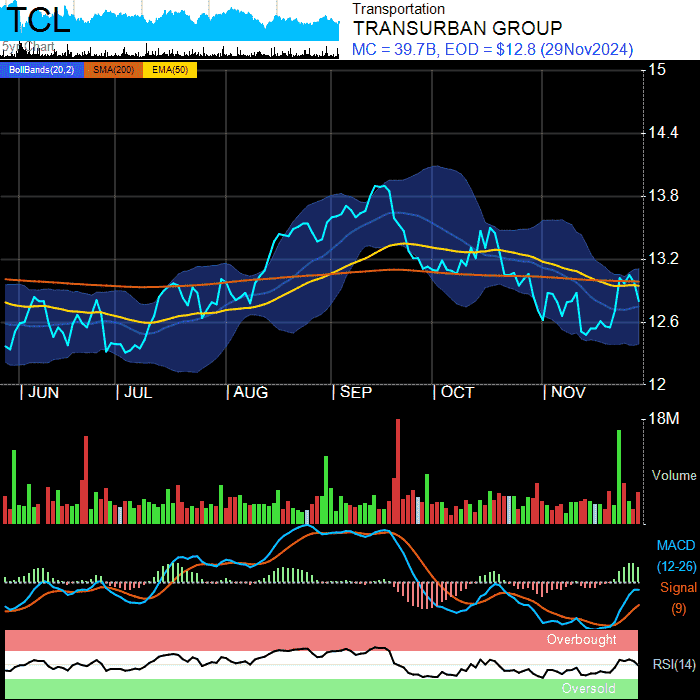 TCL
5yr Chart
Transportation
TRANSURBAN GROUP
MC = 39.7B, EOD = $12.8 (29Nov2024)
BollBands(20,2) SMA(200) EMA(50)
15
14.4
13.8
13.2
12.6
12
JUN JUL AUG SEP OCT NOV
18M
Volume
MACD
(12-26)
Signal
(9)
Overbought
RSI(14)
Oversold